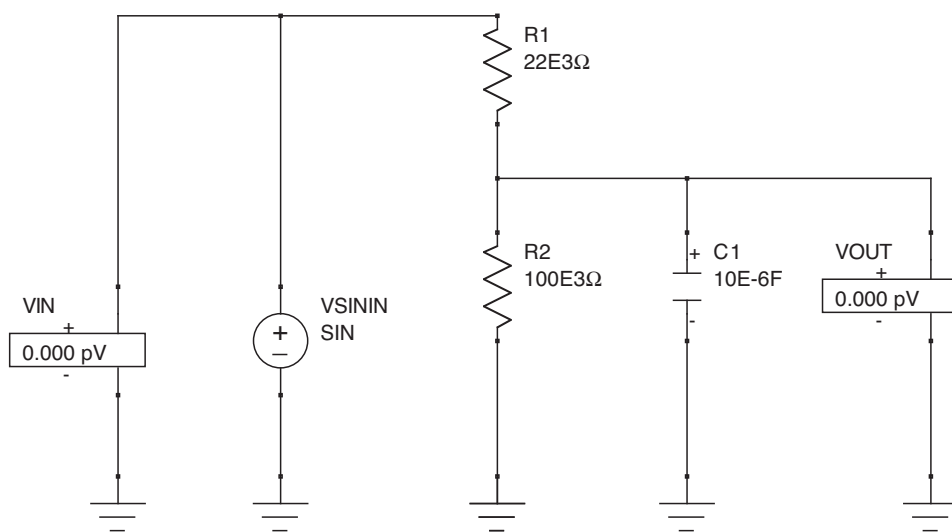 R1
22E3Ω
R2
100E3Ω
+ C1
10E-6F
-
VOUT
+
0.000 pV
-
VIN
+
0.000 pV
-
VSININ
SIN
+
–